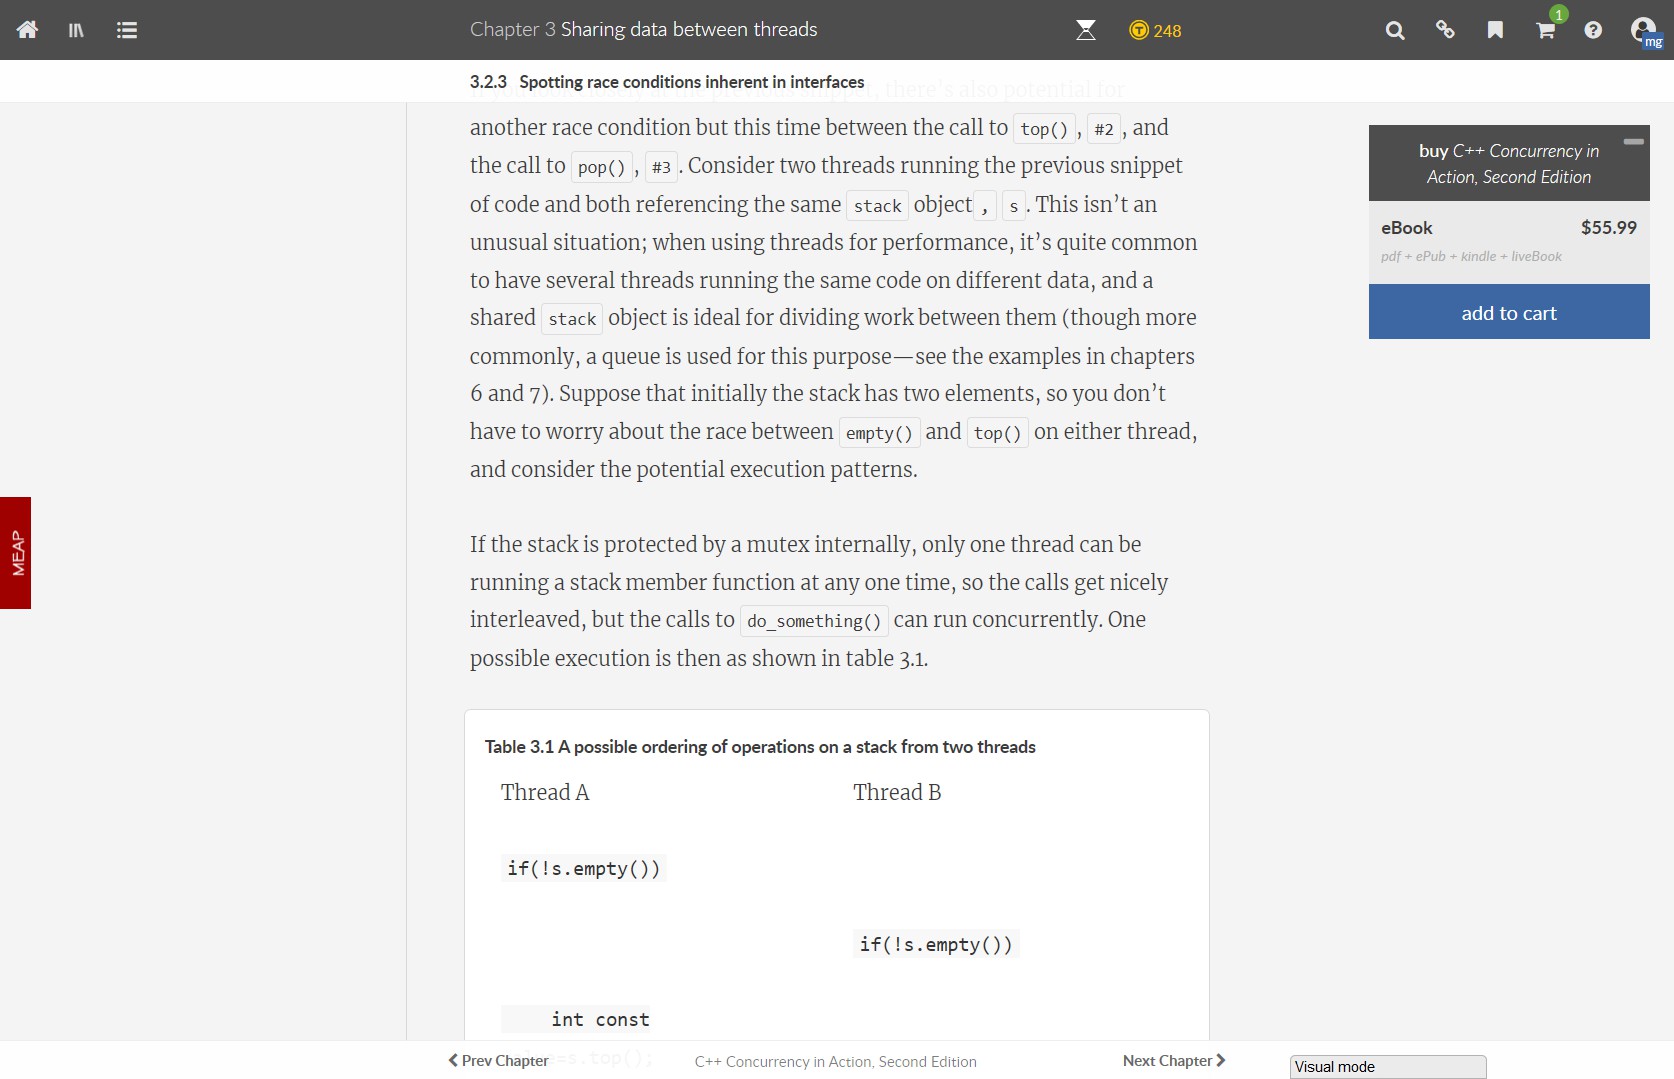 Chapter 3 Sharing data between threads
248
1
mg
3.2.3 Spotting race conditions inherent in interfaces
, there's also potential for
another race condition but this time between the call to top() , #2 , and
the call to pop() , #3 . Consider two threads running the previous snippet
of code and both referencing the same stack object , s . This isn’t an
unusual situation; when using threads for performance, it’s quite common
to have several threads running the same code on different data, and a
shared stack object is ideal for dividing work between them (though more
commonly, a queue is used for this purpose—see the examples in chapters
6 and 7). Suppose that initially the stack has two elements, so you don’t
have to worry about the race between empty() and top() on either thread,
and consider the potential execution patterns.
If the stack is protected by a mutex internally, only one thread can be
running a stack member function at any one time, so the calls get nicely
interleaved, but the calls to do_something() can run concurrently. One
possible execution is then as shown in table 3.1.
Table 3.1 A possible ordering of operations on a stack from two threads
Thread A Thread B
if(!s.empty())
if(!s.empty())
int const
=s.top();
MEAP
buy C++ Concurrency in
Action, Second Edition
eBook $55.99
pdf + ePub + kindle + liveBook
add to cart
Prev Chapter
C++ Concurrency in Action, Second Edition
Next Chapter
Visual mode